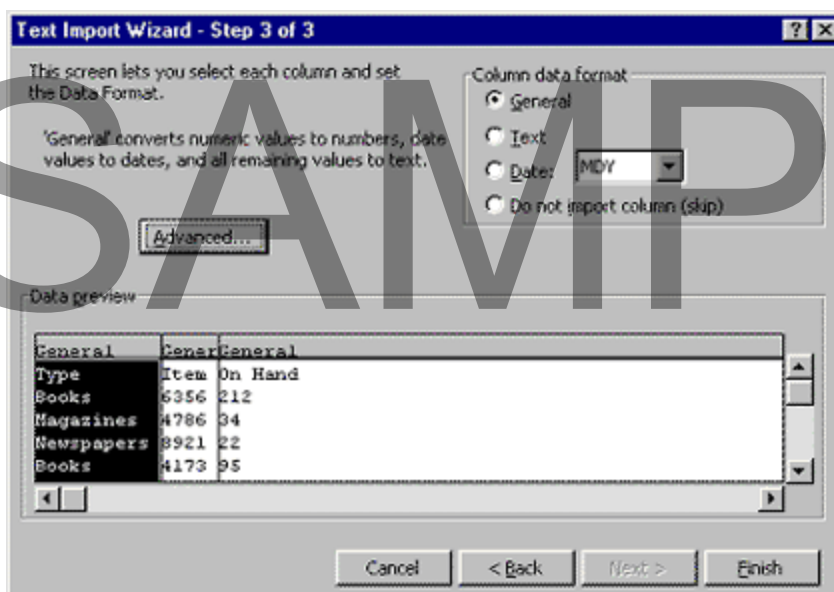 Text Import Wizard - Step 3 of 3
This screen lets you select each column and set
the Data Format.
'General' converts numeric values to numbers, date
values to dates, and all remaining values to text.
Advanced...
Column data format
General
Text
Date: MDY
Do not import column (skip)
SAMP
Data preview
General Gener General
Type Item On Hand
Books 6356 212
Magazines 4786 34
Newspapers 8921 22
Books 4173 95
Cancel < Back Next > Finish